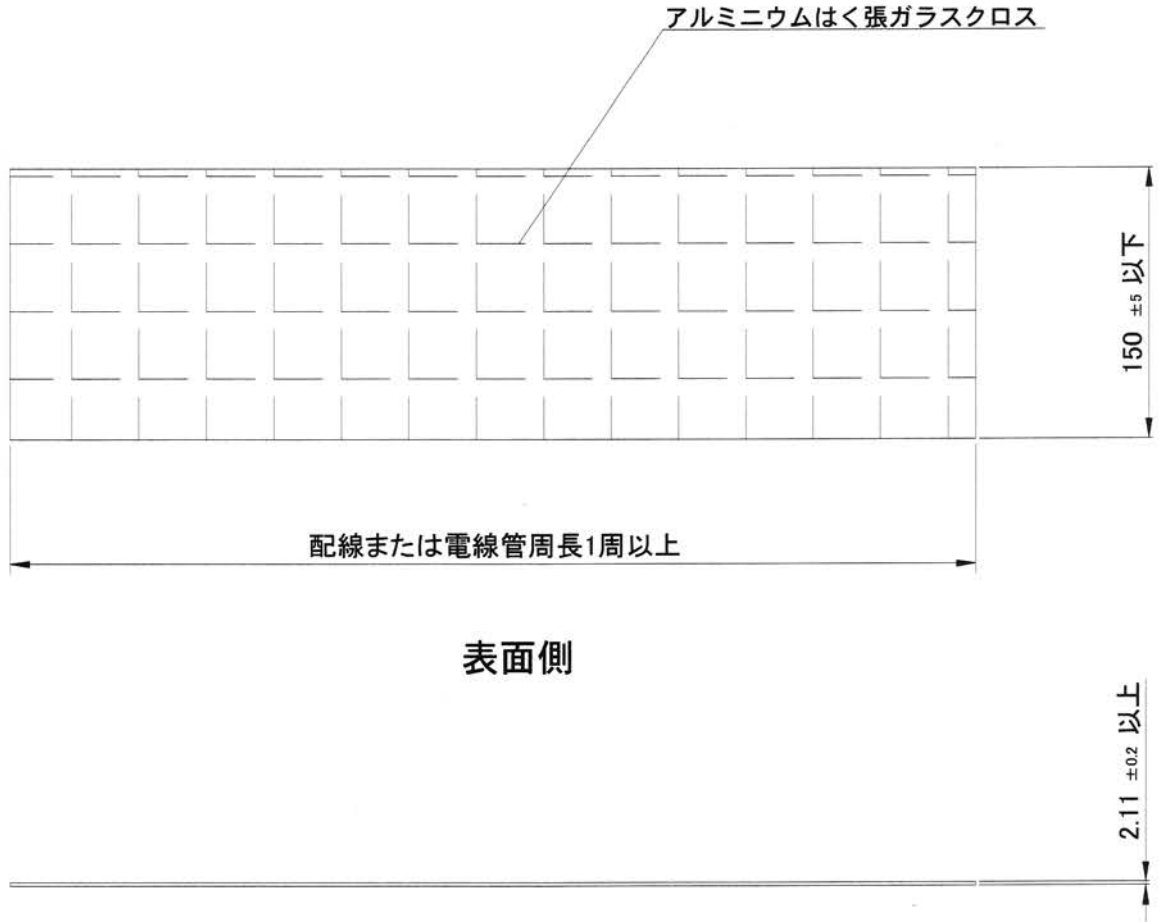 アルミニウムはく張ガラスクロス
150 ±5 以下
配線または電線管周長1周以上
表面側
2.11 ±0.2 以上